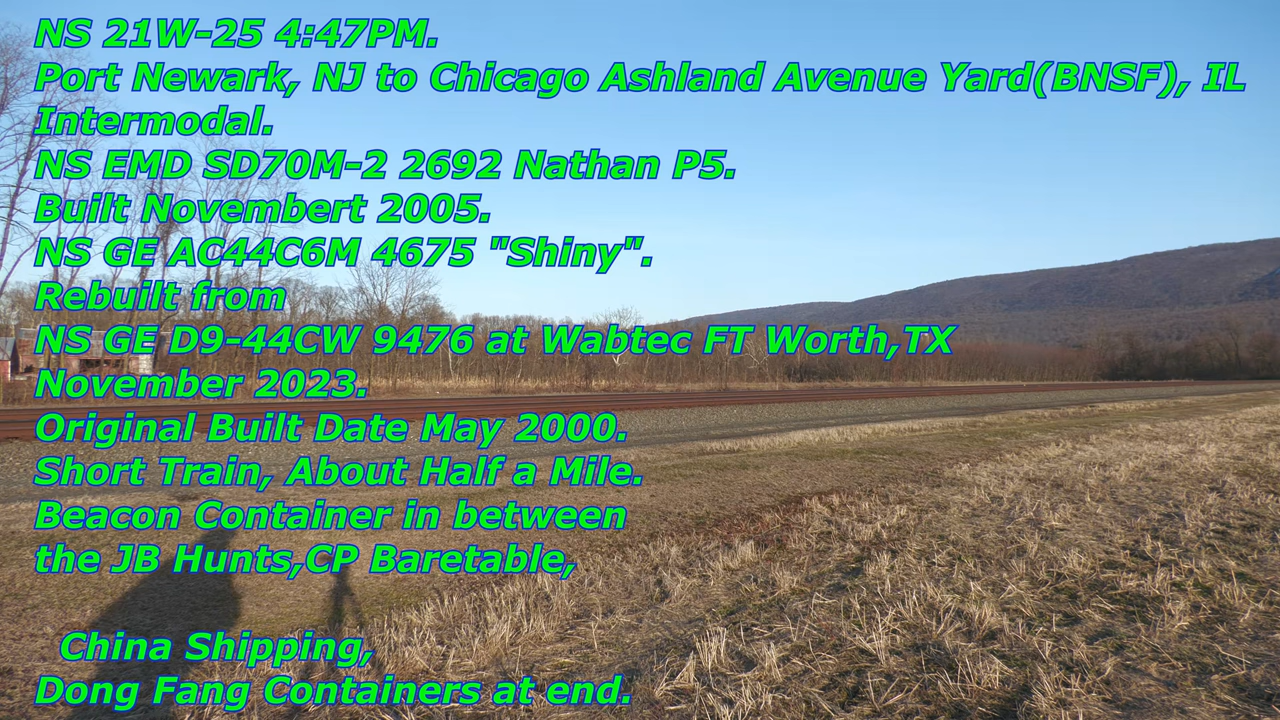 NS 21W-25 4:47PM.
Port Newark, NJ to Chicago Ashland Avenue Yard(BNSF), IL
Intermodal.
NS EMD SD70M-2 2692 Nathan P5.
Built Novembert 2005.
NS GE AC44C6M 4675 "Shiny".
Rebuilt from
NS GE D9-44CW 9476 at Wabtec FT Worth,TX
November 2023.
Original Built Date May 2000.
Short Train, About Half a Mile.
Beacon Container in between
the JB Hunts,CP Baretable,
China Shipping,
Dong Fang Containers at end.